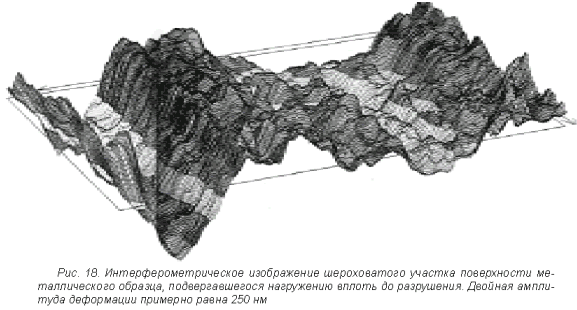 Рис. 18. Интерферометрическое изображение шероховатого участка поверхности ме-
таллического образца, подвергавшегося нагружению вплоть до разрушения. Двойная ампли-
туда деформации примерно равна 250 нм